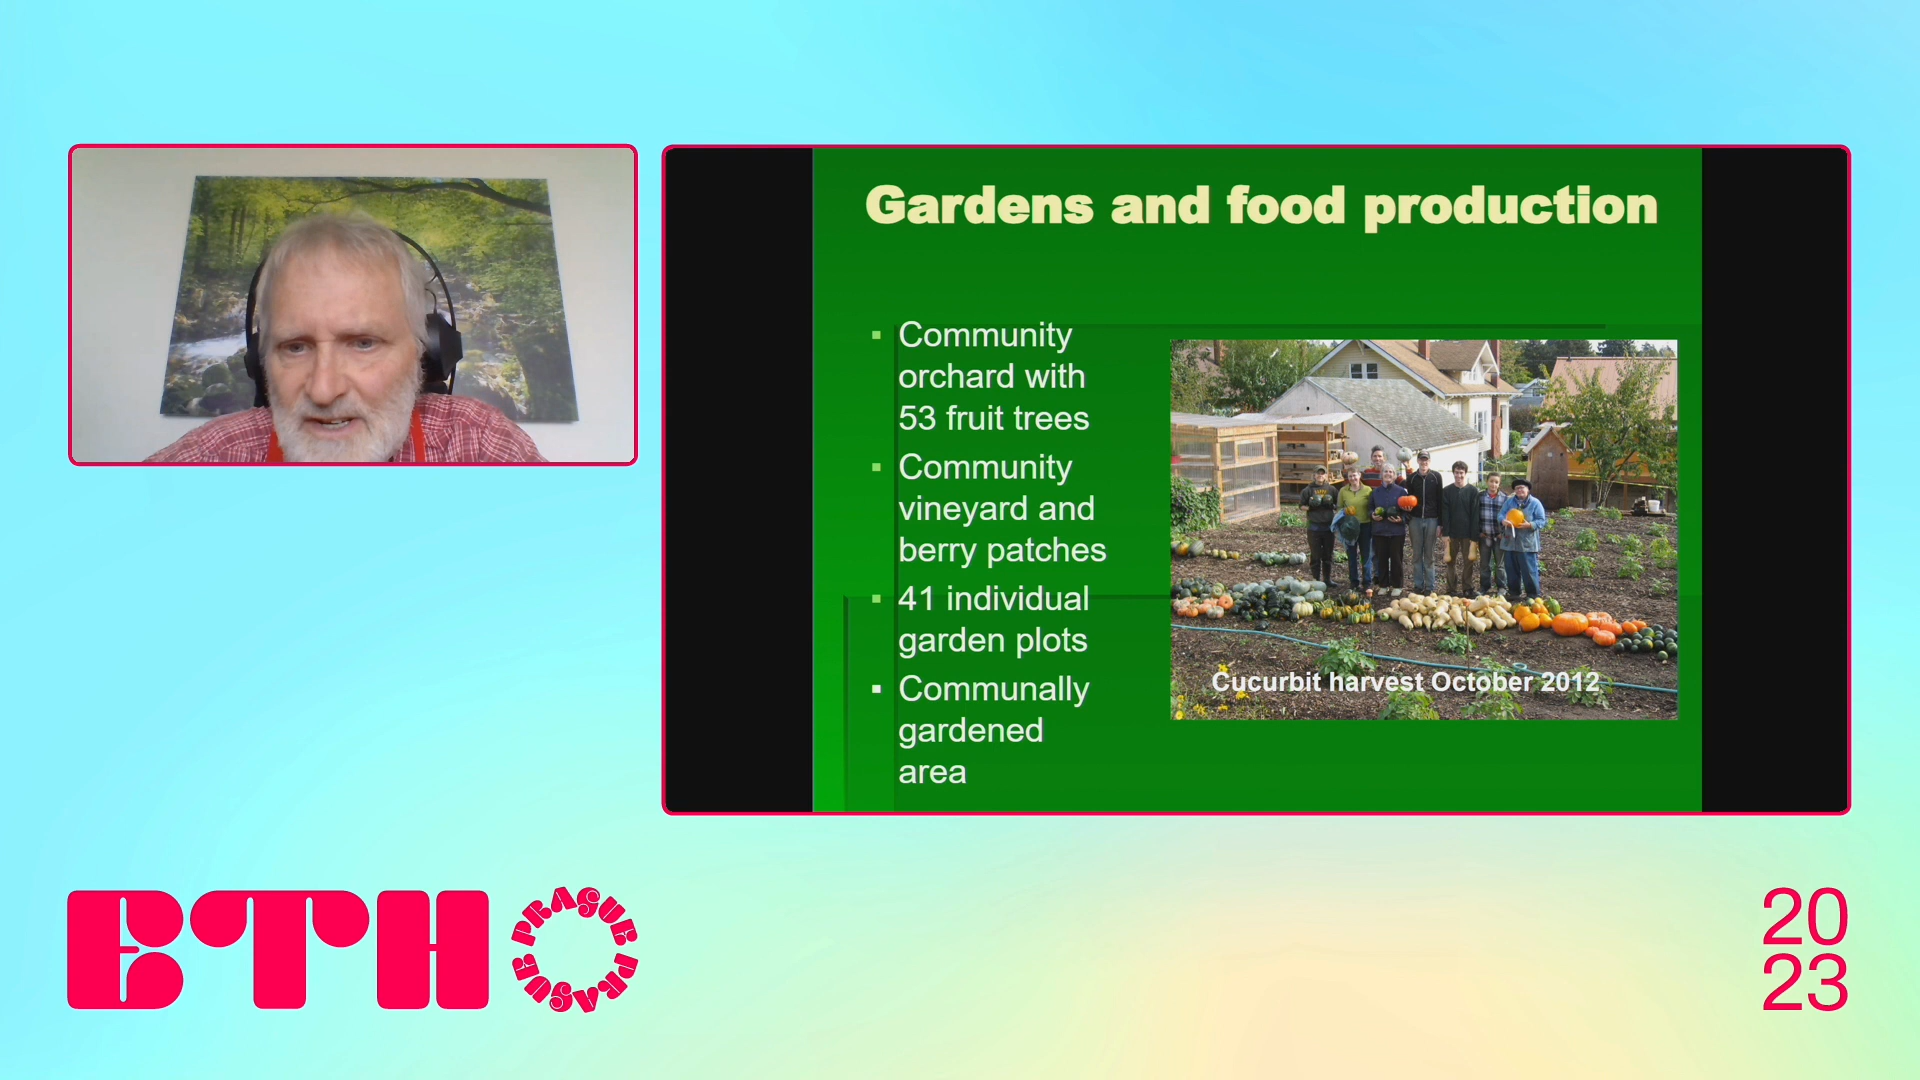 Gardens and food production
Community
orchard with
53 fruit trees
Community
vineyard and
berry patches
41 individual
garden plots
Communally
gardened
area
Cucurbit harvest October 2012
ETH
PRAGUE PRAGUE
20
23